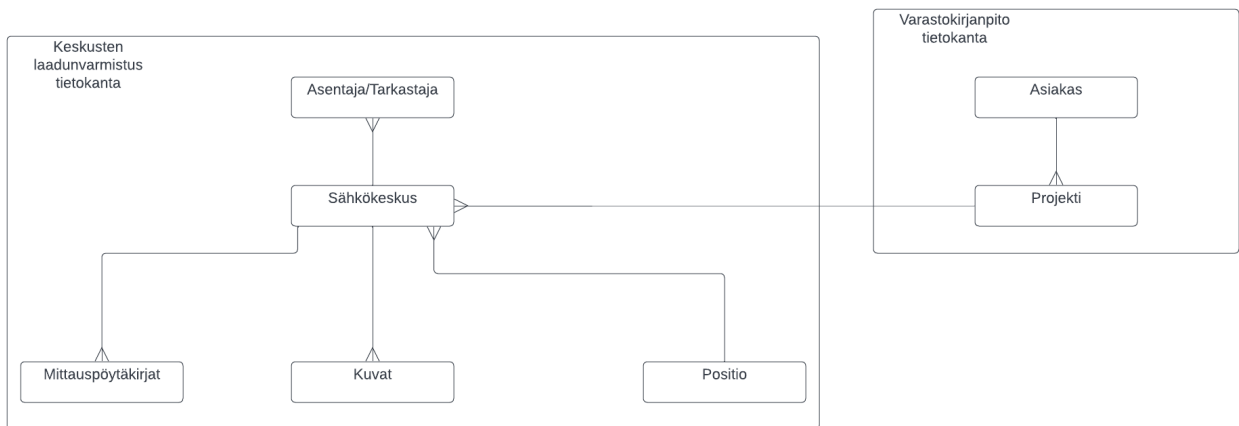 Keskusten
laadunvarmistus
tietokanta
Asentaja/Tarkastaja
Sähkökeskus
Mittauspöytäkirjat
Kuvat
Positio
Varastokirjanpito
tietokanta
Asiakas
Projekti